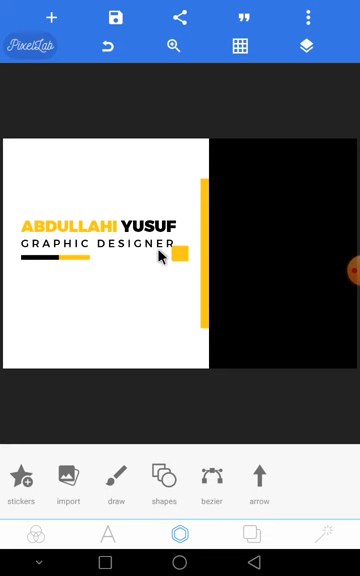 PixelLab
ABDULLAHI YUSUF
GRAPHIC DESIGNER
stickers import draw shapes bezier arrow